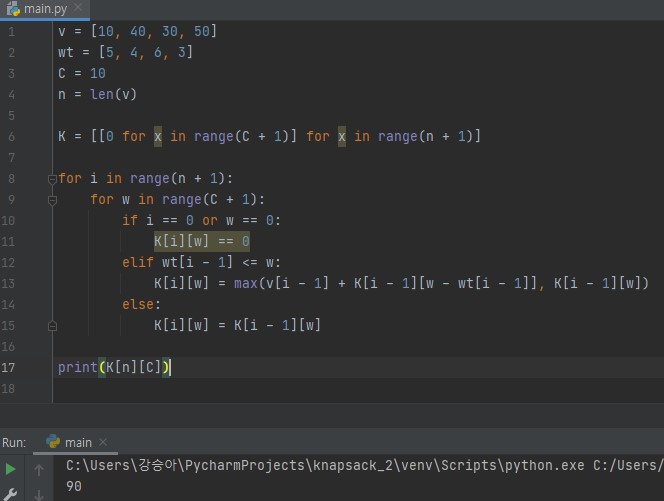 main.py
1 v = [10, 40, 30, 50]
2 wt = [5, 4, 6, 3]
3 C = 10
4 n = len(v)
5
6 K = [[0 for x in range(C + 1)] for x in range(n + 1)]
7
8 for i in range(n + 1):
9     for w in range(C + 1):
10         if i == 0 or w == 0:
11             K[i][w] == 0
12         elif wt[i - 1] <= w:
13             K[i][w] = max(v[i - 1] + K[i - 1][w - wt[i - 1]], K[i - 1][w])
14         else:
15             K[i][w] = K[i - 1][w]
16
17 print(K[n][C])
18
Run: main
C:\Users\강승아\PycharmProjects\knapsack_2\venv\Scripts\python.exe C:/Users/
90